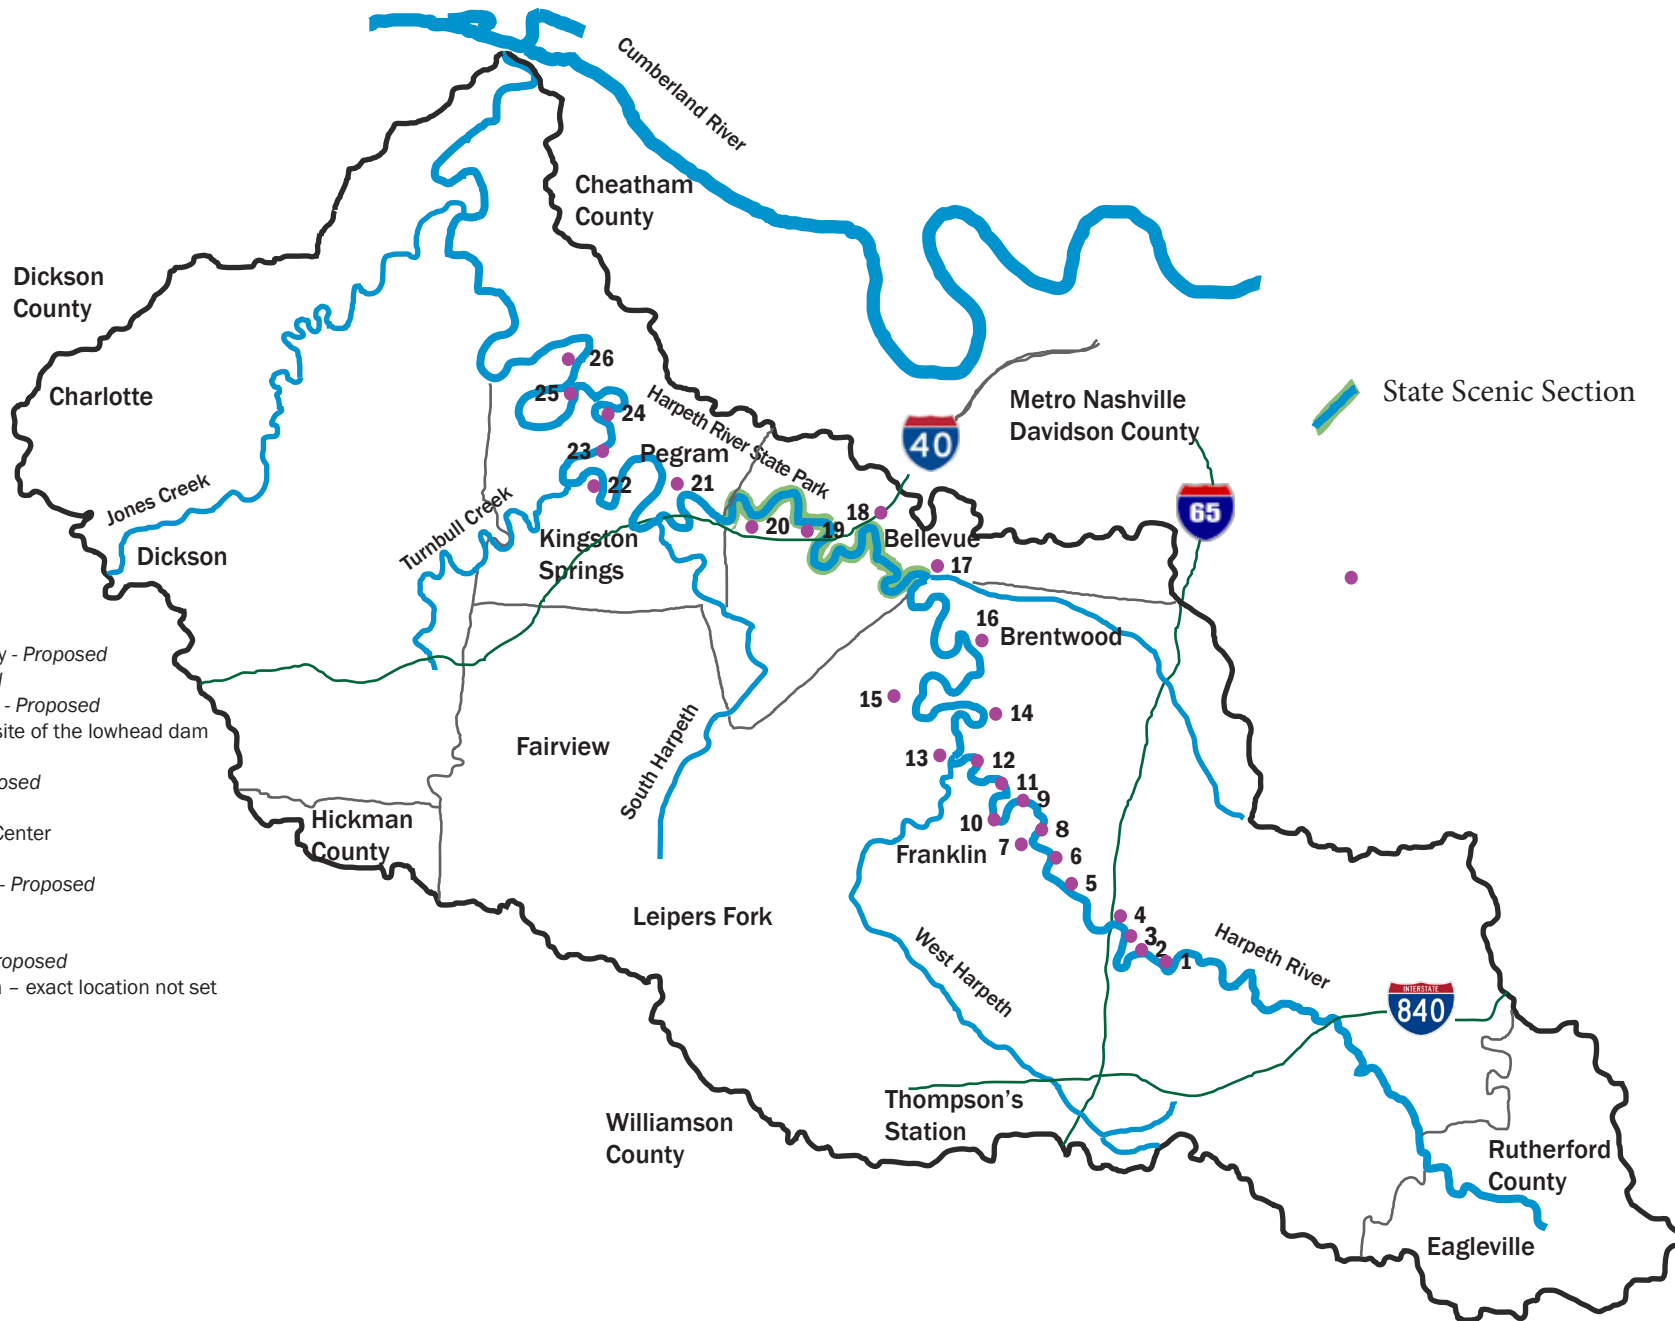 Cumberland River
Cheatham
County
Dickson
County
Charlotte
Jones Creek
Dickson
Turnbull Creek
Kingston
Springs
Pegram
Harpeth River State Park
26
25
24
23
22
21
20
19
18
Bellevue
17
40
Metro Nashville
Davidson County
65
State Scenic Section
16
Brentwood
15
14
13
12
11
9
10
8
7
6
5
4
3
2
1
Franklin
Fairview
South Harpeth
Hickman
County
Leipers Fork
West Harpeth
Harpeth River
INTERSTATE
840
Thompson's
Station
Williamson
County
Rutherford
County
Eagleville
- Proposed
- Proposed
site of the lowhead dam
Center
- Proposed
– exact location not set